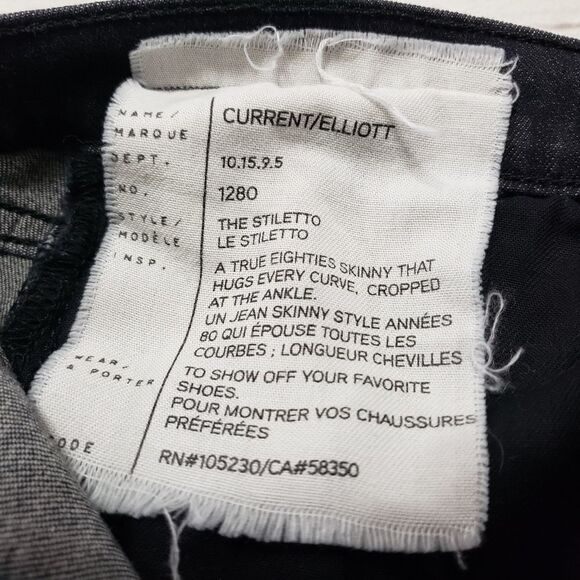 NAME/
MARQUE
CURRENT/ELLIOTT
DEPT. 10.15.9.5
NO. 1280
STYLE/ THE STILETTO
MODÈLE LE STILETTO
INSP. A TRUE EIGHTIES SKINNY THAT
HUGS EVERY CURVE, CROPPED
AT THE ANKLE.
UN JEAN SKINNY STYLE ANNÉES
80 QUI ÉPOUSE TOUTES LES
COURBES ; LONGUEUR CHEVILLES
WEAR/ TO SHOW OFF YOUR FAVORITE
À PORTER SHOES.
POUR MONTRER VOS CHAUSSURES
PRÉFÉRÉES
CODE RN#105230/CA#58350